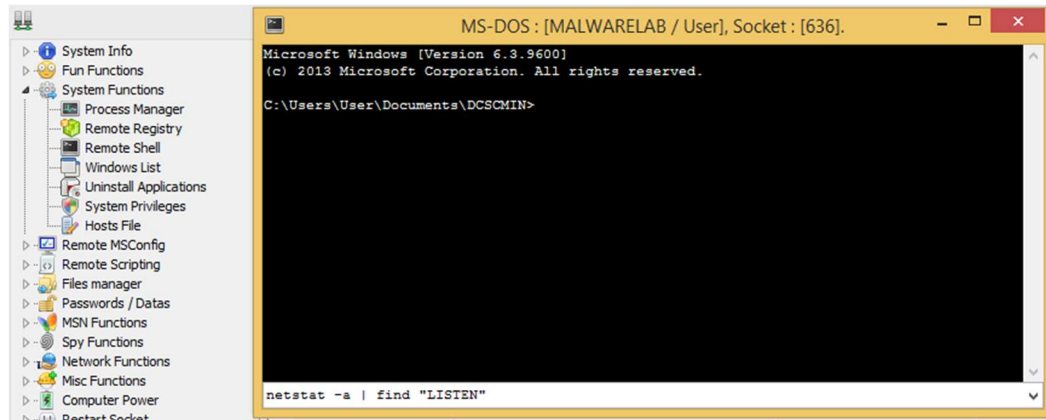 System Info
Fun Functions
System Functions
Process Manager
Remote Registry
Remote Shell
Windows List
Uninstall Applications
System Privileges
Hosts File
Remote MSConfig
Remote Scripting
Files manager
Passwords / Datas
MSN Functions
Spy Functions
Network Functions
Misc Functions
Computer Power
Restart Socket
MS-DOS : [MALWARELAB / User], Socket : [636].
Microsoft Windows [Version 6.3.9600]
(c) 2013 Microsoft Corporation. All rights reserved.
C:\Users\User\Documents\DCSCMIN>
netstat -a | find "LISTEN"